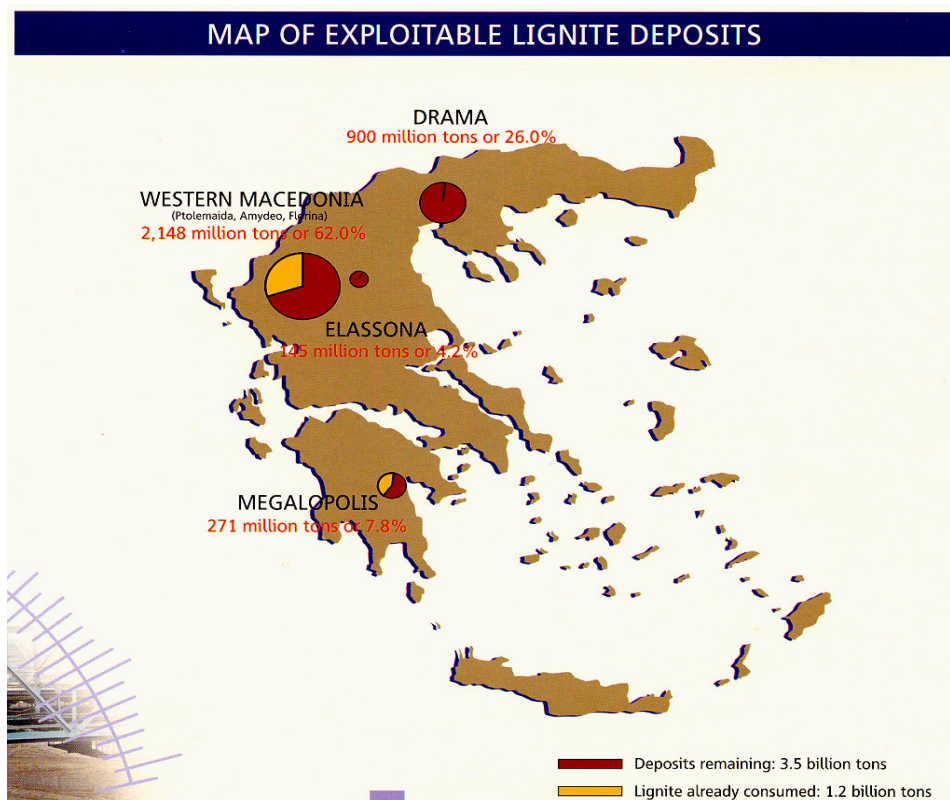 MAP OF EXPLOITABLE LIGNITE DEPOSITS
DRAMA
900 million tons or 26.0%
WESTERN MACEDONIA
(Ptolemaida, Amydeo, Florina)
2,148 million tons or 62.0%
ELASSONA
145 million tons or 4.2%
MEGALOPOLIS
271 million tons or 7.8%
Deposits remaining: 3.5 billion tons
Lignite already consumed: 1.2 billion tons